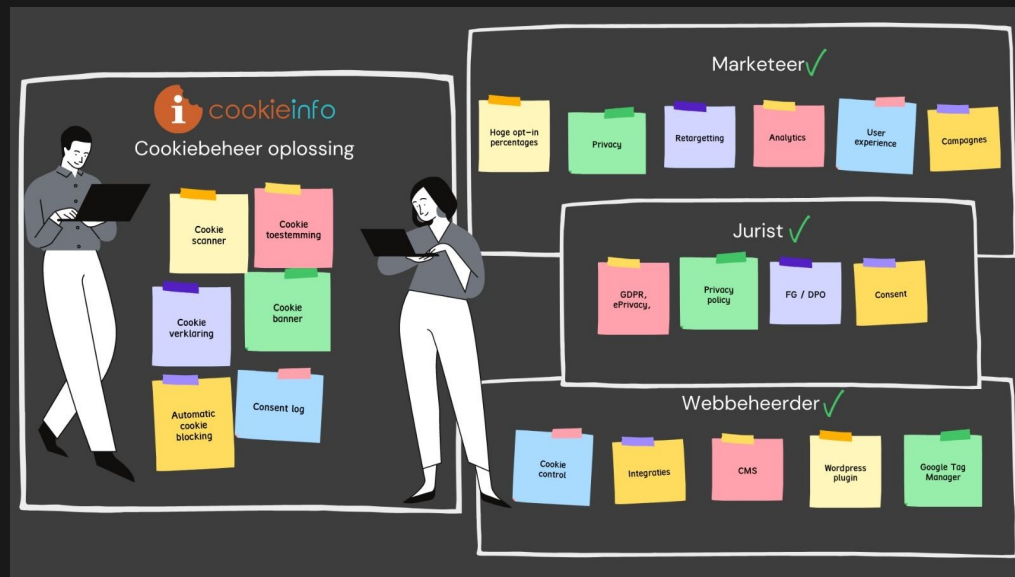 i cookieinfo
Cookiebeheer oplossing
Cookie
scanner
Cookie
toestemming
Cookie
verklaring
Cookie
banner
Automatic
cookie
blocking
Consent log
Marketeer
Hoge opt-in
percentages
Privacy
Retargetting
Analytics
User
experience
Campagnes
Jurist
GDPR,
ePrivacy,
Privacy
policy
FG / DPO
Consent
Webbeheerder
Cookie
control
Integraties
CMS
Wordpress
plugin
Google Tag
Manager